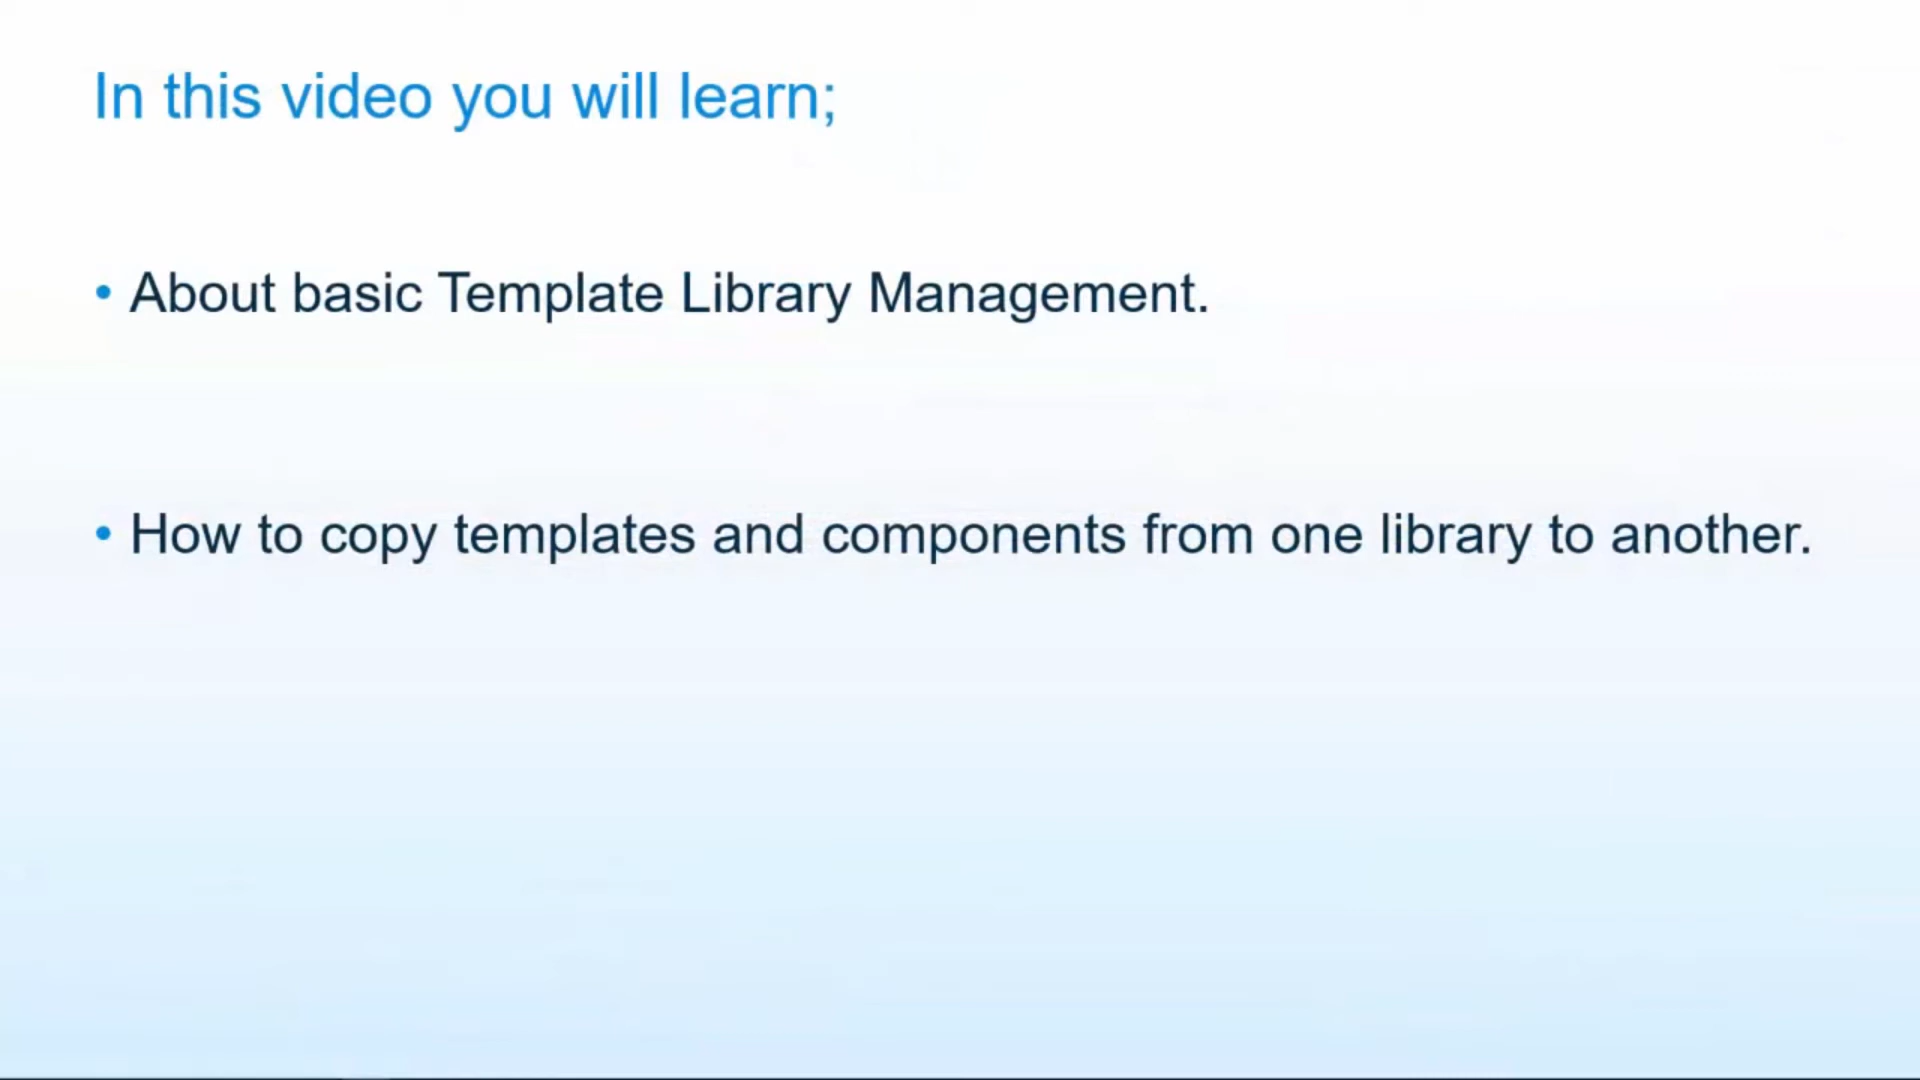 In this video you will learn;
• About basic Template Library Management.
• How to copy templates and components from one library to another.